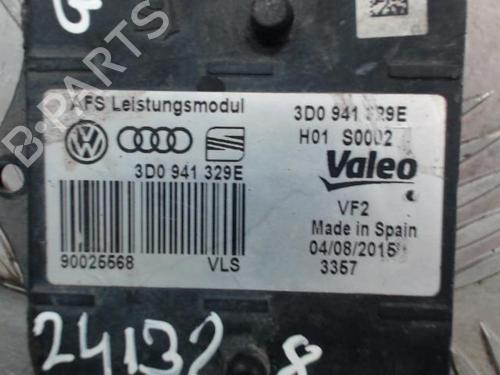 G
B-PARTS
AFS Leistungsmodul
3D0 941 329E
H01 S0002
3D0 941 329E
Valeo
VF2
Made in Spain
04/08/2015
3357
90025568
VLS
24132 8